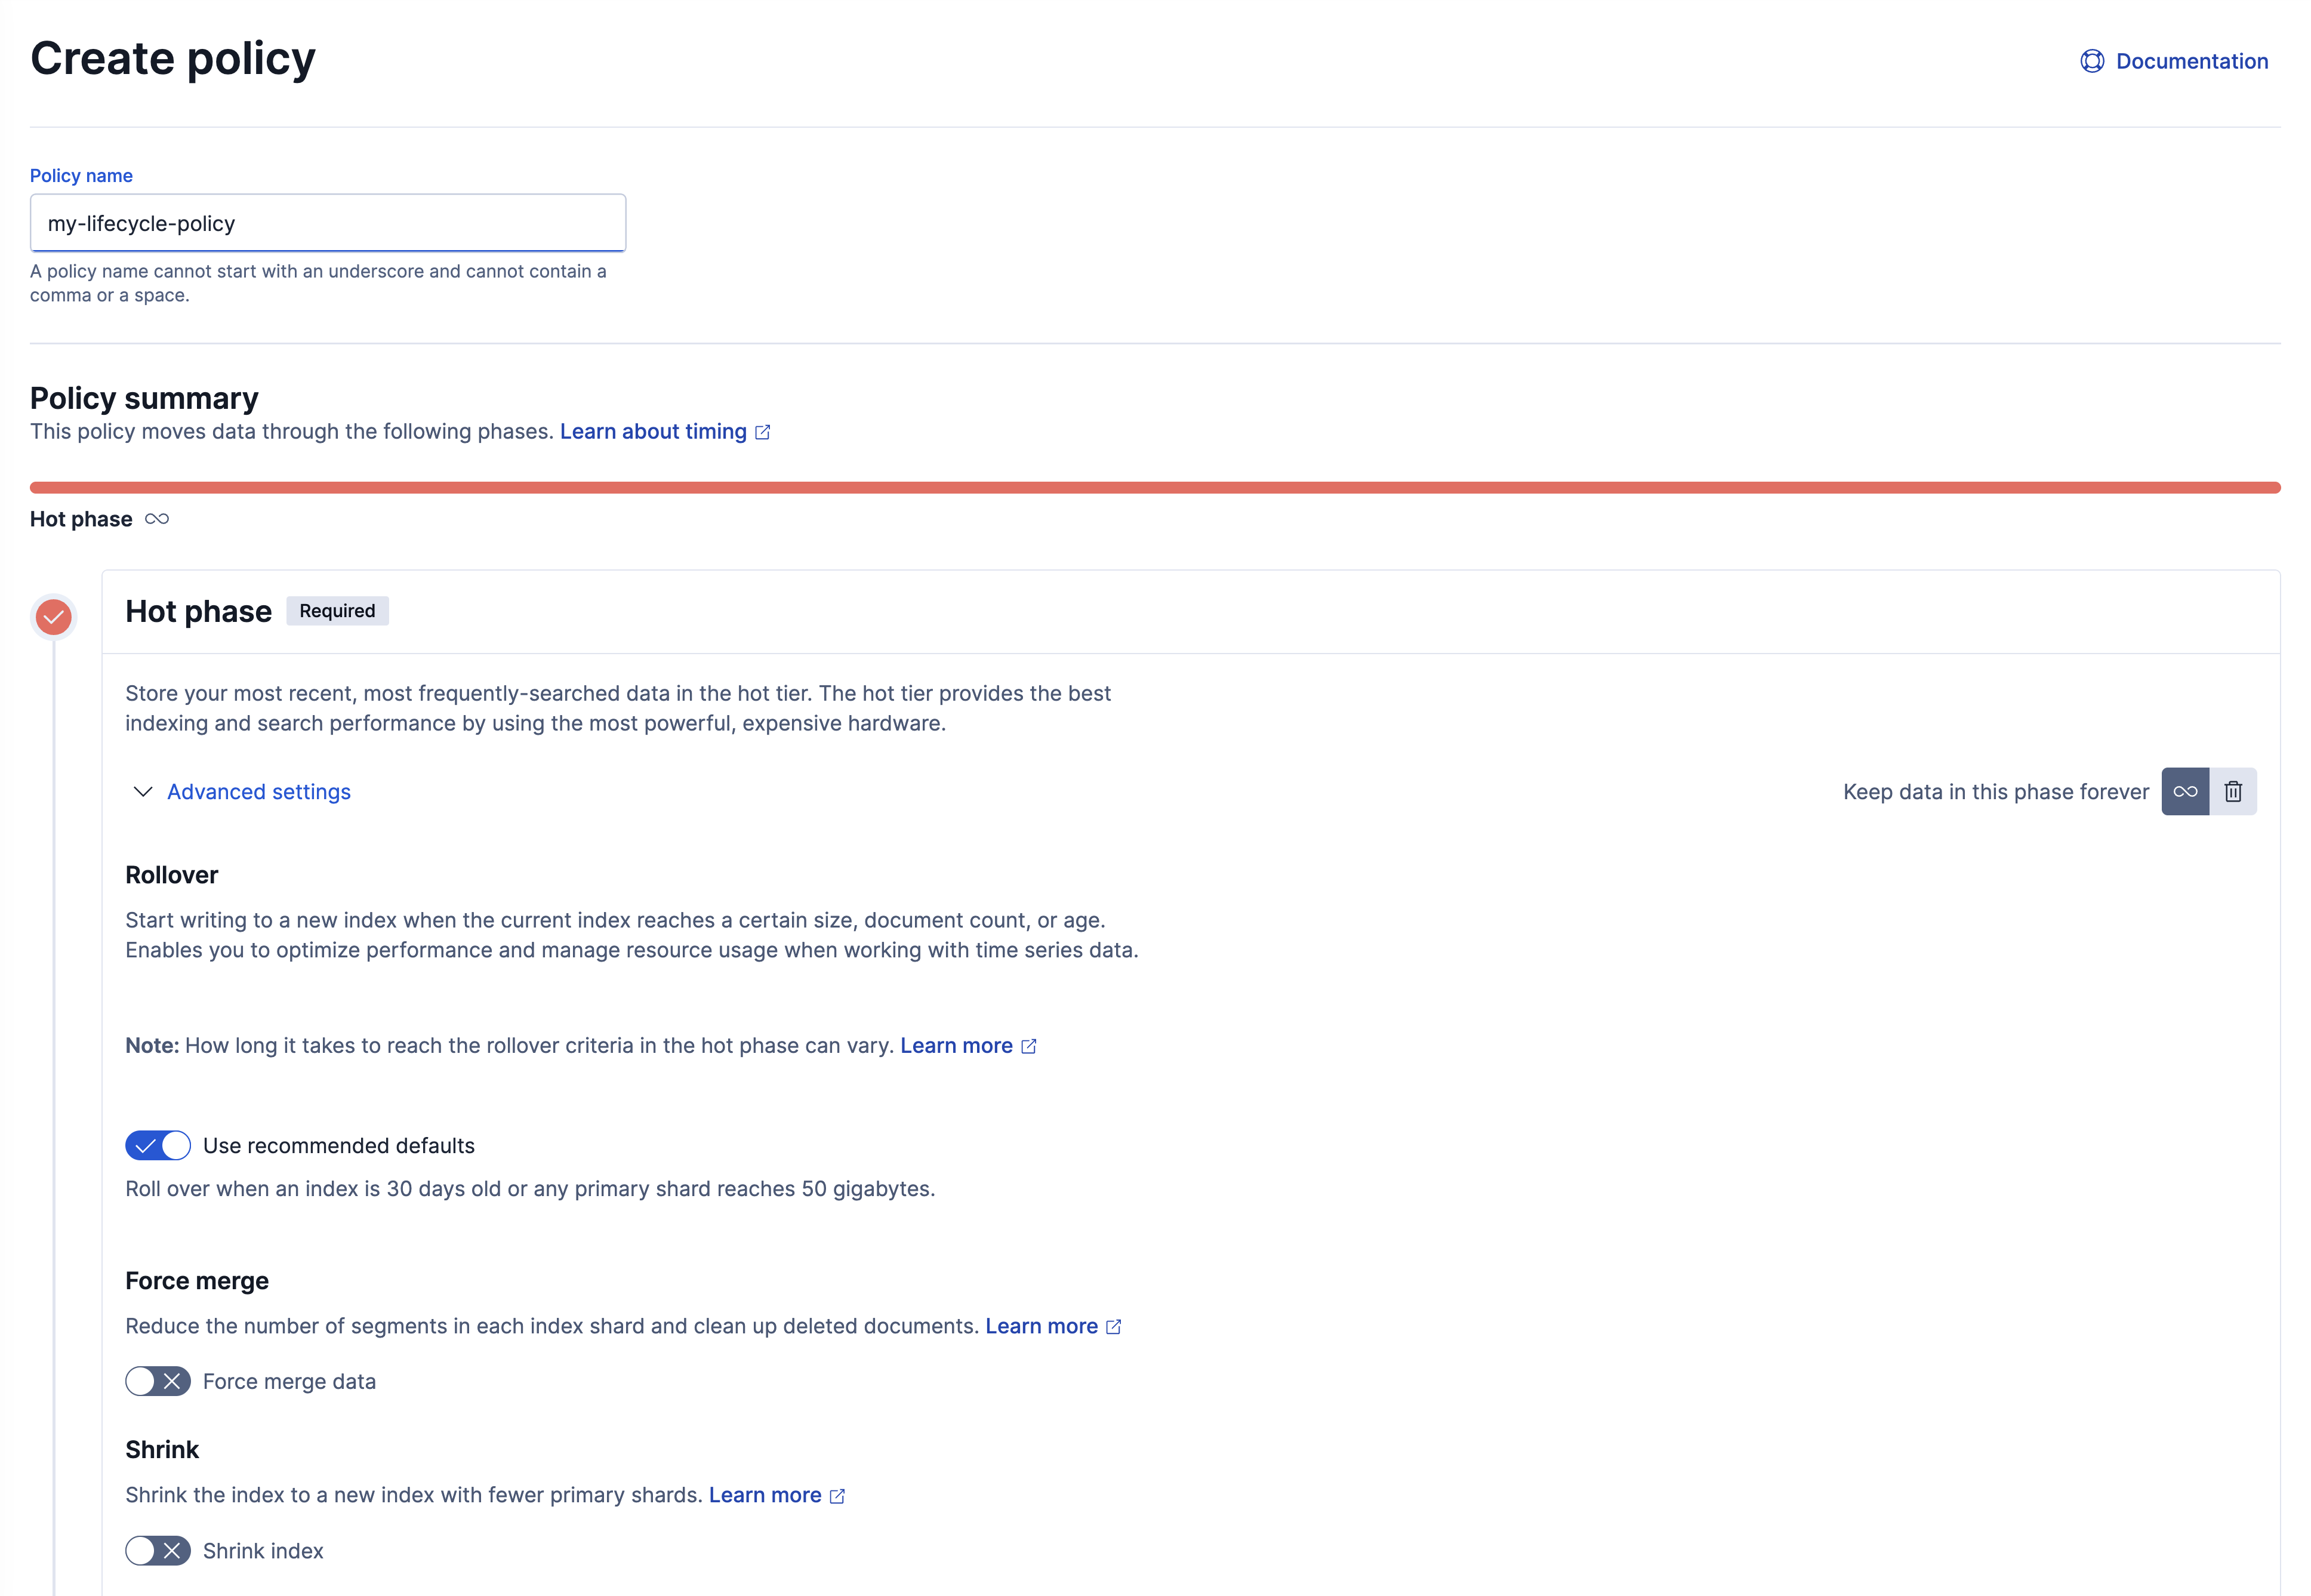 Create policy
Documentation
Policy name
my-lifecycle-policy
A policy name cannot start with an underscore and cannot contain a
comma or a space.
Policy summary
This policy moves data through the following phases. Learn about timing
Hot phase
Hot phase Required
Store your most recent, most frequently-searched data in the hot tier. The hot tier provides the best
indexing and search performance by using the most powerful, expensive hardware.
Advanced settings
Keep data in this phase forever
Rollover
Start writing to a new index when the current index reaches a certain size, document count, or age.
Enables you to optimize performance and manage resource usage when working with time series data.
Note: How long it takes to reach the rollover criteria in the hot phase can vary. Learn more
Use recommended defaults
Roll over when an index is 30 days old or any primary shard reaches 50 gigabytes.
Force merge
Reduce the number of segments in each index shard and clean up deleted documents. Learn more
Force merge data
Shrink
Shrink the index to a new index with fewer primary shards. Learn more
Shrink index